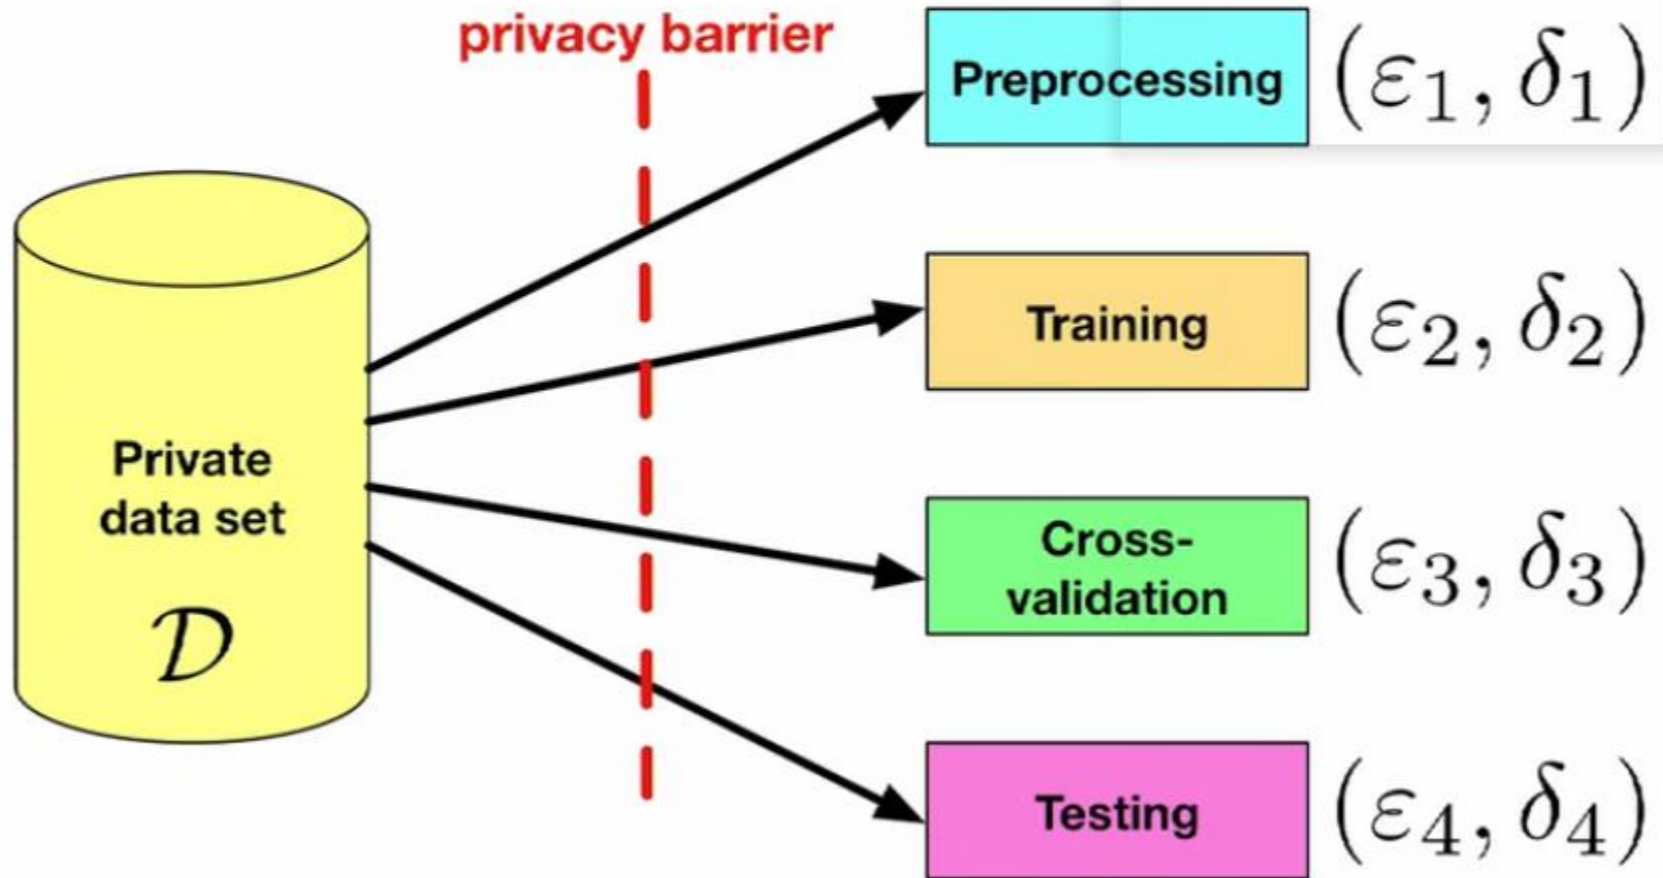 privacy barrier
Preprocessing
(ε₁, δ₁)
Training
(ε₂, δ₂)
Private
data set
𝒟
Cross-
validation
(ε₃, δ₃)
Testing
(ε₄, δ₄)